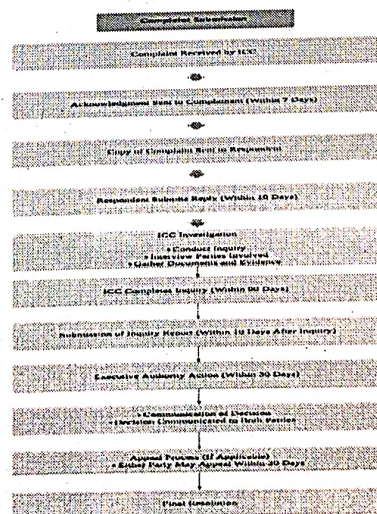 Complaint Submission
Complaint Received by ICC
Acknowledgment Sent to Complainant (Within 7 Days)
Copy of Complaint Sent to Respondent
Respondent Submits Reply (Within 10 Days)
ICC Investigation
• Conduct Inquiry
• Interview Parties Involved
• Gather Documents and Evidence
ICC Completes Inquiry (Within 90 Days)
Submission of Inquiry Report (Within 10 Days After Inquiry)
Executive Authority Action (Within 30 Days)
• Communication of Decision
• Decision Communicated to Both Parties
Appeal Process (If Applicable)
• Either Party May Appeal Within 30 Days
Final Resolution